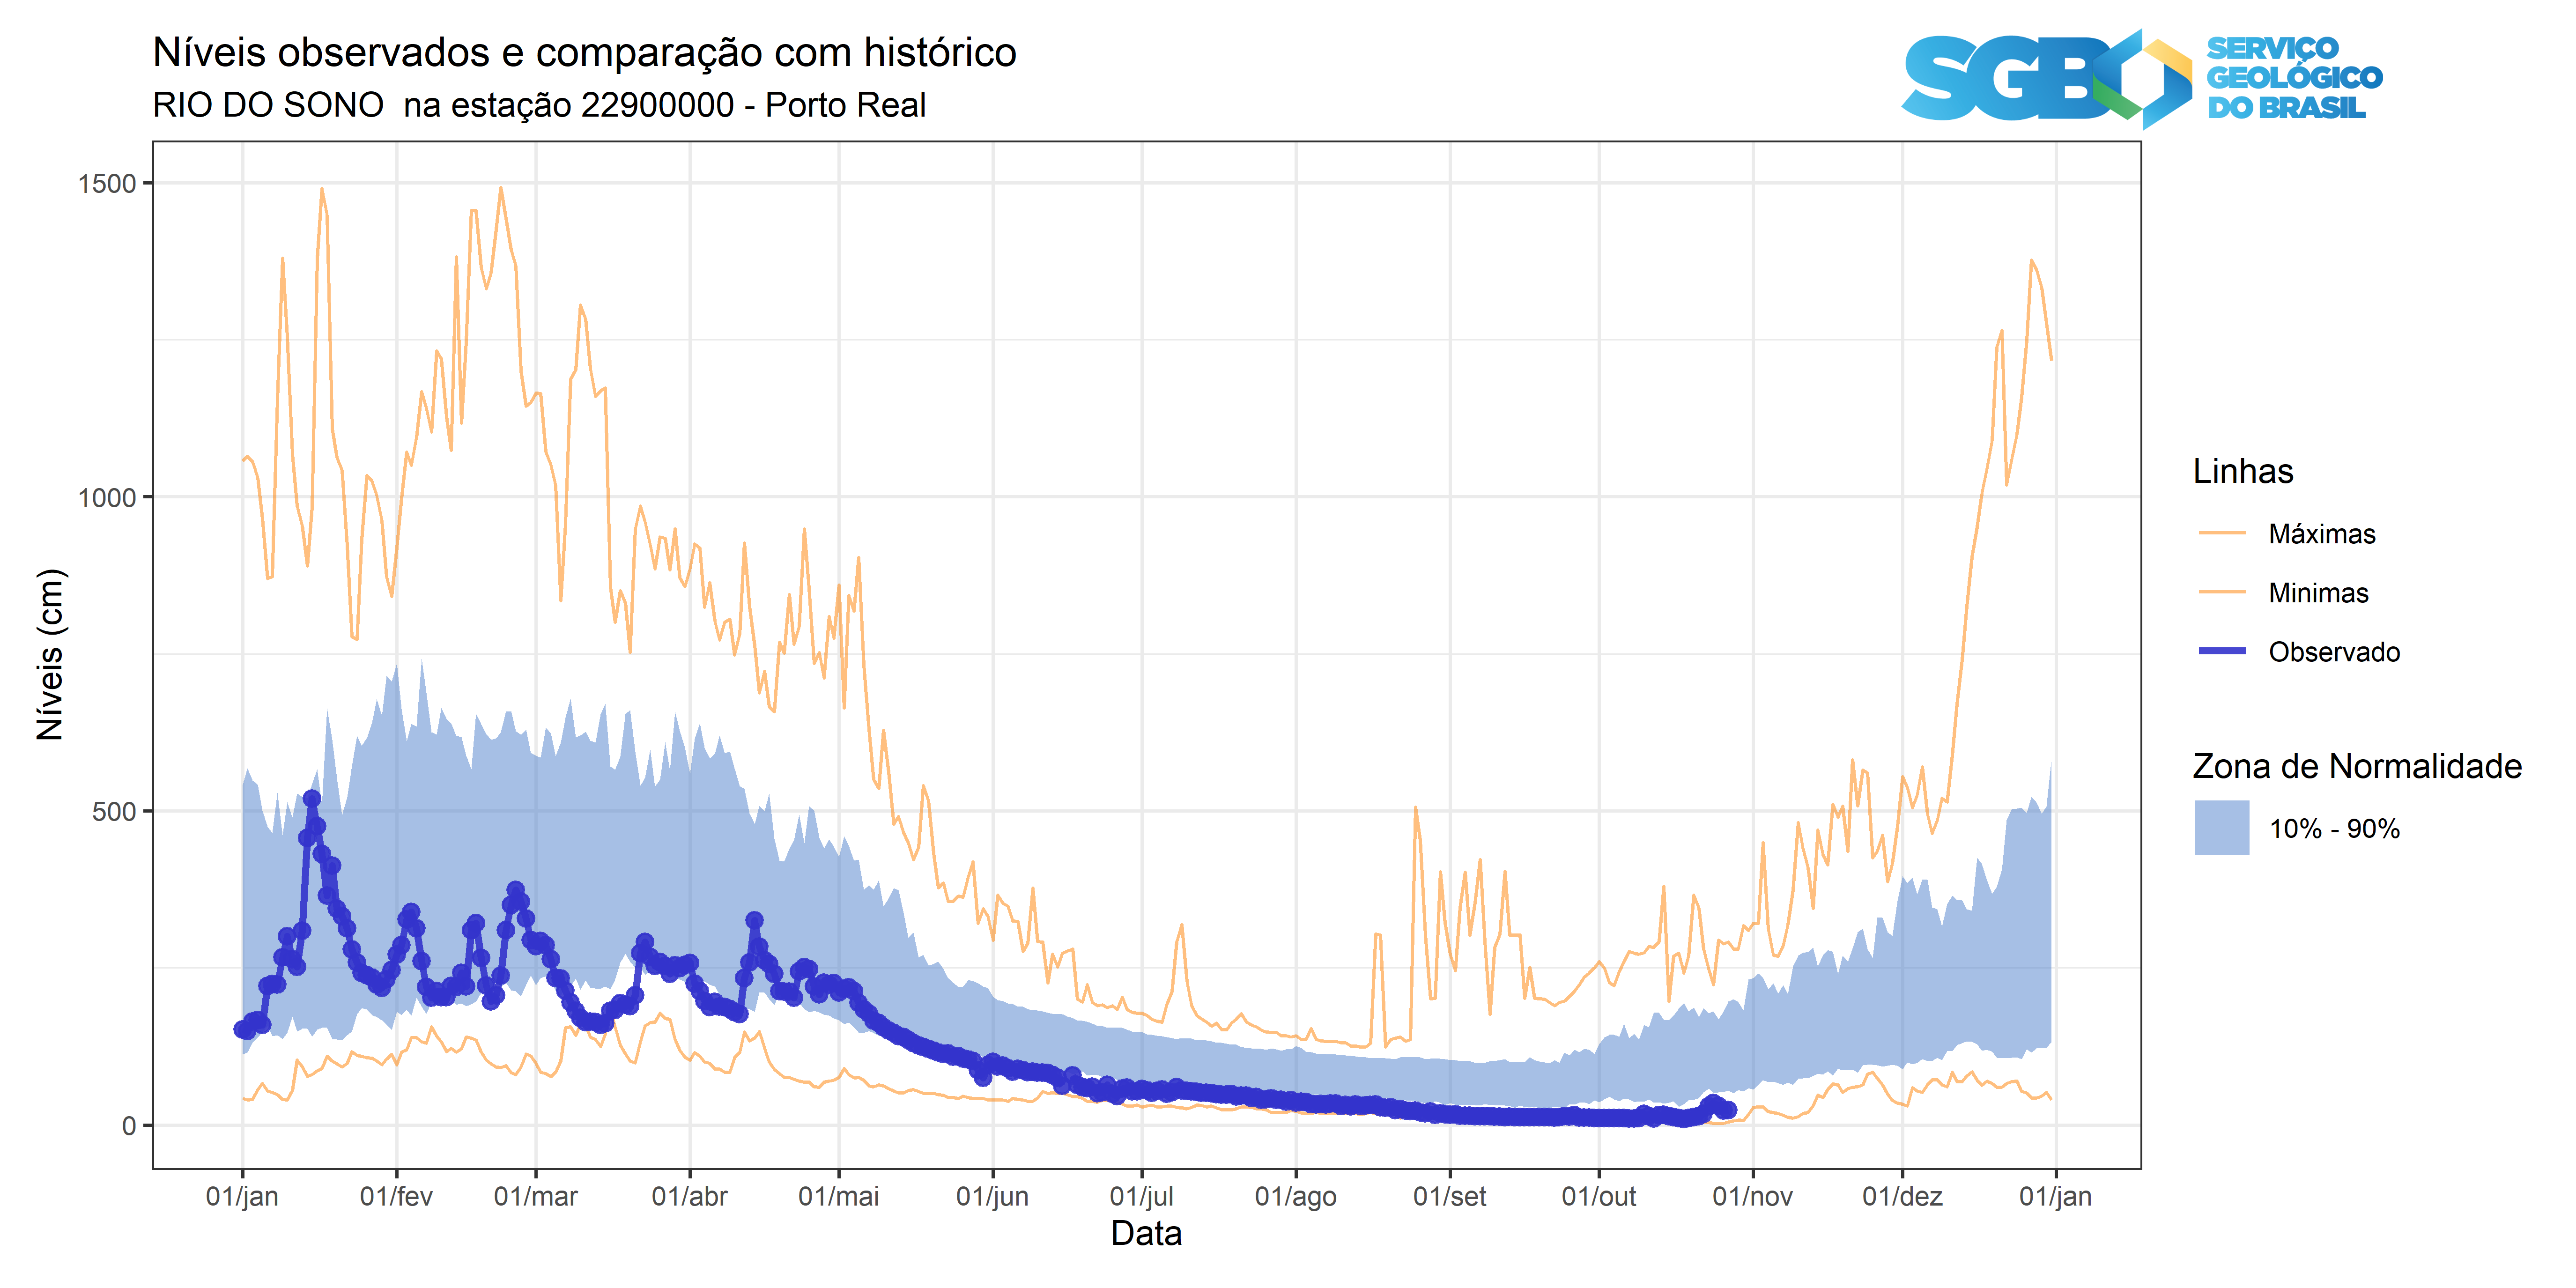 Níveis observados e comparação com histórico
RIO DO SONO  na estação 22900000 - Porto Real
SGB
SERVIÇO
GEOLÓGICO
DO BRASIL
Níveis (cm)
1500
1000
500
0
01/jan
01/fev
01/mar
01/abr
01/mai
01/jun
01/jul
01/ago
01/set
01/out
01/nov
01/dez
01/jan
Data
Linhas
Máximas
Minimas
Observado
Zona de Normalidade
10% - 90%